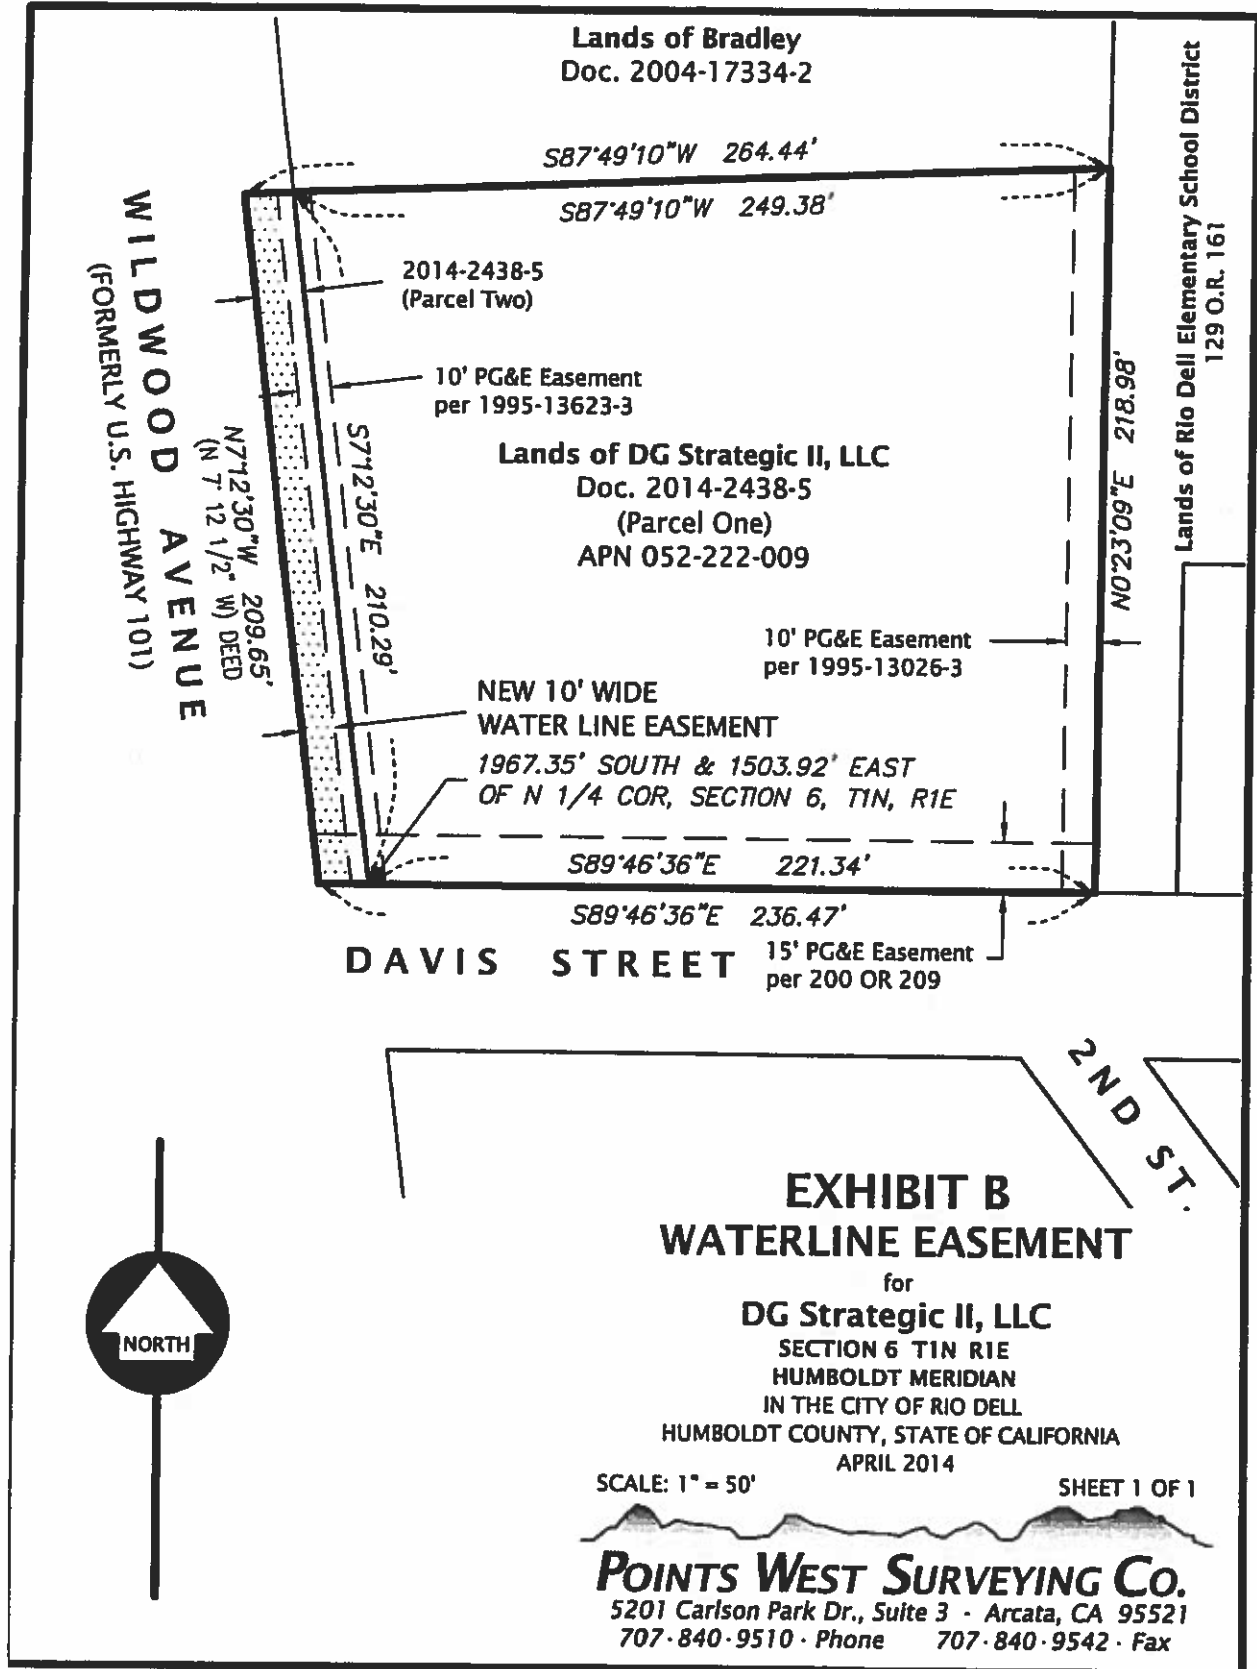 Lands of Bradley
Doc. 2004-17334-2
S87°49'10"W 264.44'
S87°49'10"W 249.38'
Lands of Rio Dell Elementary School District
129 O.R. 161
WILDWOOD AVENUE
(FORMERLY U.S. HIGHWAY 101)
2014-2438-5
(Parcel Two)
10' PG&E Easement
per 1995-13623-3
N7°12'30"W 209.65'
(N 7 12 1/2" W) DEED
S7°12'30"E 210.29'
Lands of DG Strategic II, LLC
Doc. 2014-2438-5
(Parcel One)
APN 052-222-009
N0°23'09"E 218.98'
10' PG&E Easement
per 1995-13026-3
NEW 10' WIDE
WATER LINE EASEMENT
1967.35' SOUTH & 1503.92' EAST
OF N 1/4 COR, SECTION 6, T1N, R1E
S89°46'36"E 221.34'
S89°46'36"E 236.47'
DAVIS STREET
15' PG&E Easement
per 200 OR 209
2ND ST.
NORTH
EXHIBIT B
WATERLINE EASEMENT
for
DG Strategic II, LLC
SECTION 6 T1N R1E
HUMBOLDT MERIDIAN
IN THE CITY OF RIO DELL
HUMBOLDT COUNTY, STATE OF CALIFORNIA
APRIL 2014
SCALE: 1" = 50'
SHEET 1 OF 1
POINTS WEST SURVEYING CO.
5201 Carlson Park Dr., Suite 3 - Arcata, CA 95521
707·840·9510 · Phone 707·840·9542 · Fax